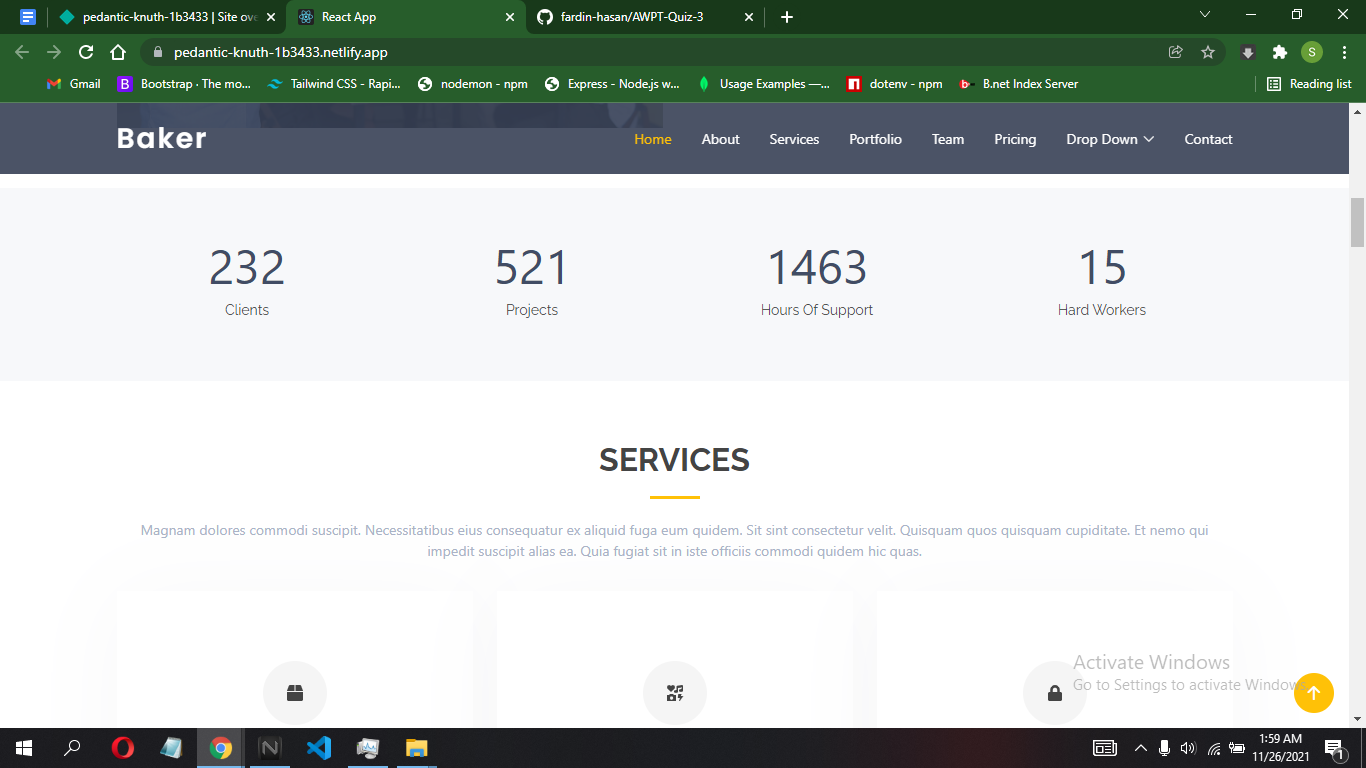 pedantic-knuth-1b3433 | Site ove
React App
fardin-hasan/AWPT-Quiz-3
pedantic-knuth-1b3433.netlify.app
S
Gmail
B Bootstrap · The mo...
Tailwind CSS - Rapi...
nodemon - npm
Express - Node.js w...
Usage Examples —...
dotenv - npm
b- B.net Index Server
Reading list
Baker
Home About Services Portfolio Team Pricing Drop Down Contact
232 521 1463 15
Clients Projects Hours Of Support Hard Workers
SERVICES
Magnam dolores commodi suscipit. Necessitatibus eius consequatur ex aliquid fuga eum quidem. Sit sint consectetur velit. Quisquam quos quisquam cupiditate. Et nemo qui
impedit suscipit alias ea. Quia fugiat sit in iste officiis commodi quidem hic quas.
Activate Windows
Go to Settings to activate Windows.
N
1:59 AM
11/26/2021
1